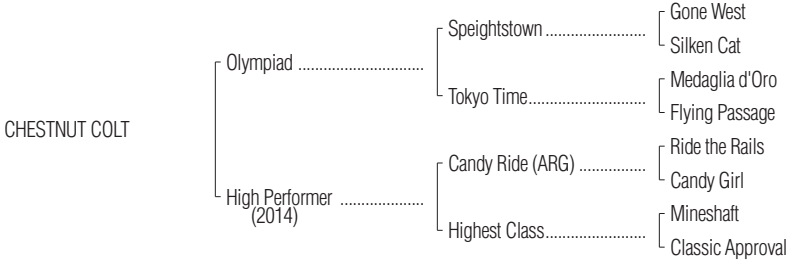 Gone West
Speightstown ........................
Silken Cat
Olympiad ..............................
Medaglia d'Oro
Tokyo Time............................
Flying Passage
CHESTNUT COLT
Ride the Rails
Candy Ride (ARG) ................
Candy Girl
High Performer ....................
(2014)
Mineshaft
Highest Class........................
Classic Approval